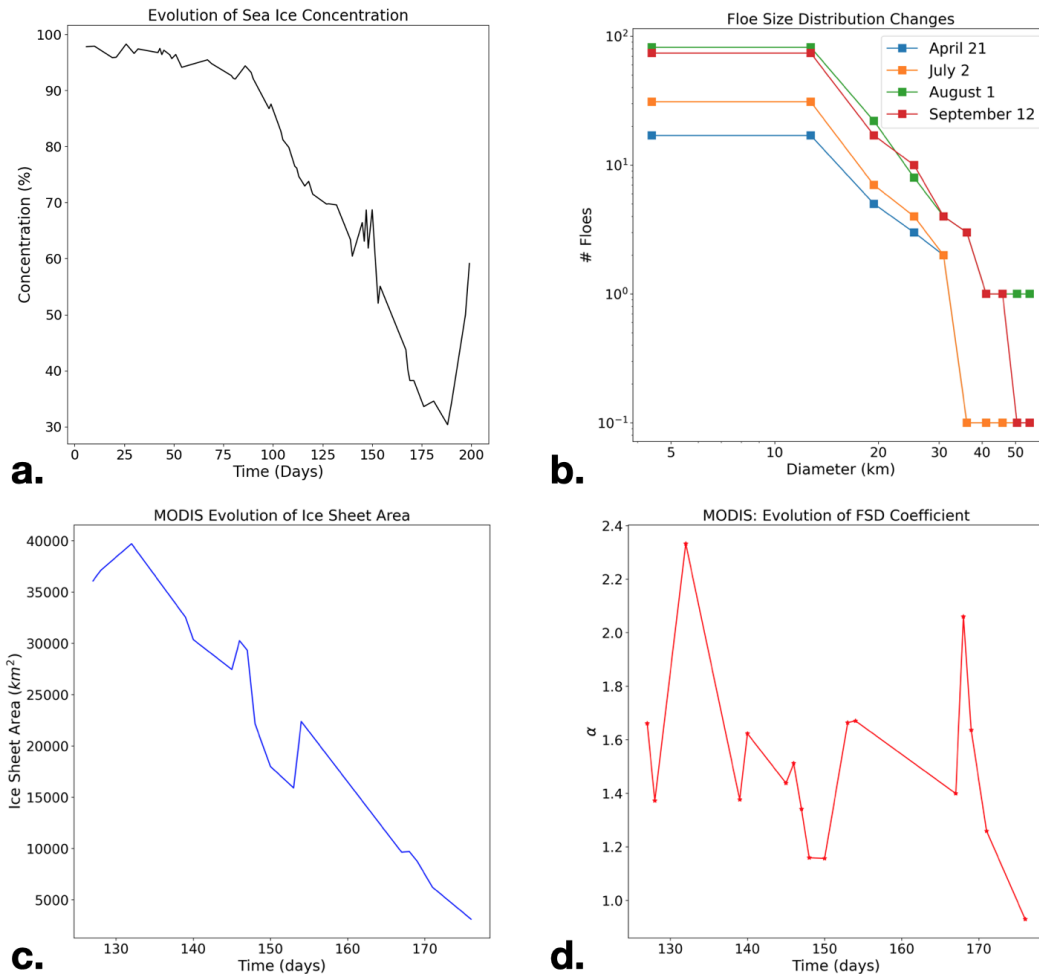 Evolution of Sea Ice Concentration
Concentration (%)
100
90
80
70
60
50
40
30
0 25 50 75 100 125 150 175 200
Time (Days)
a.
Floe Size Distribution Changes
# Floes
10²
10¹
10⁰
10⁻¹
April 21
July 2
August 1
September 12
5 10 20 30 40 50
Diameter (km)
b.
MODIS Evolution of Ice Sheet Area
Ice Sheet Area (km²)
40000
35000
30000
25000
20000
15000
10000
5000
130 140 150 160 170
Time (days)
c.
MODIS: Evolution of FSD Coefficient
α
2.4
2.2
2.0
1.8
1.6
1.4
1.2
1.0
130 140 150 160 170
Time (days)
d.